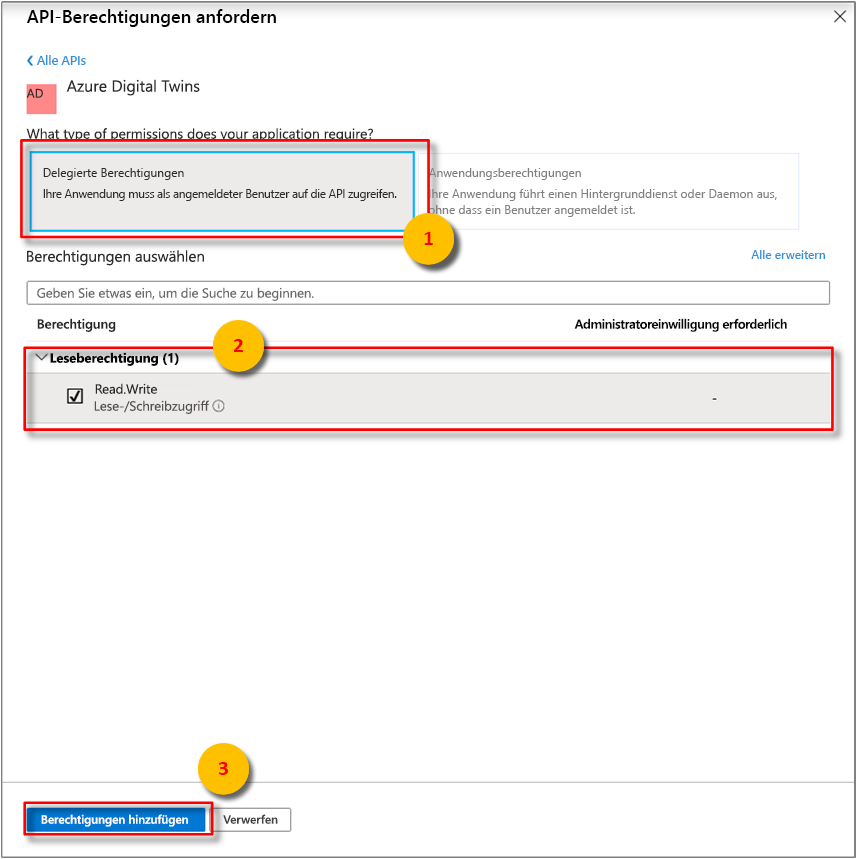 API-Berechtigungen anfordern
Alle APIs
AD
Azure Digital Twins
What type of permissions does your application require?
Delegierte Berechtigungen
Ihre Anwendung muss als angemeldeter Benutzer auf die API zugreifen.
Anwendungsberechtigungen
Ihre Anwendung führt einen Hintergrunddienst oder Daemon aus,
ohne dass ein Benutzer angemeldet ist.
1
Berechtigungen auswählen
Alle erweitern
Geben Sie etwas ein, um die Suche zu beginnen.
Berechtigung
Administratoreinwilligung erforderlich
2
Leseberechtigung (1)
Read.Write
Lese-/Schreibzugriff
-
3
Berechtigungen hinzufügen
Verwerfen